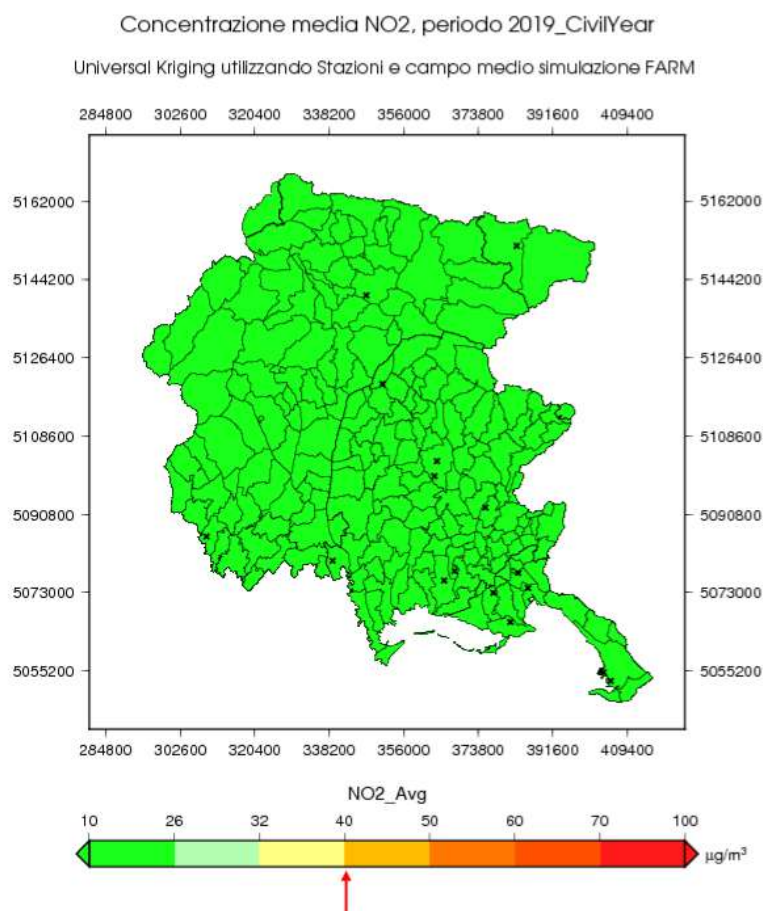 Concentrazione media NO2, periodo 2019_CivilYear
Universal Kriging utilizzando Stazioni e campo medio simulazione FARM
284800 302600 320400 338200 356000 373800 391600 409400
5162000 5162000
5144200 5144200
5126400 5126400
5108600 5108600
5090800 5090800
5073000 5073000
5055200 5055200
284800 302600 320400 338200 356000 373800 391600 409400
NO2_Avg
10 26 32 40 50 60 70 100
µg/m³